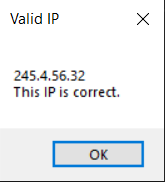 Valid IP
245.4.56.32
This IP is correct.
OK